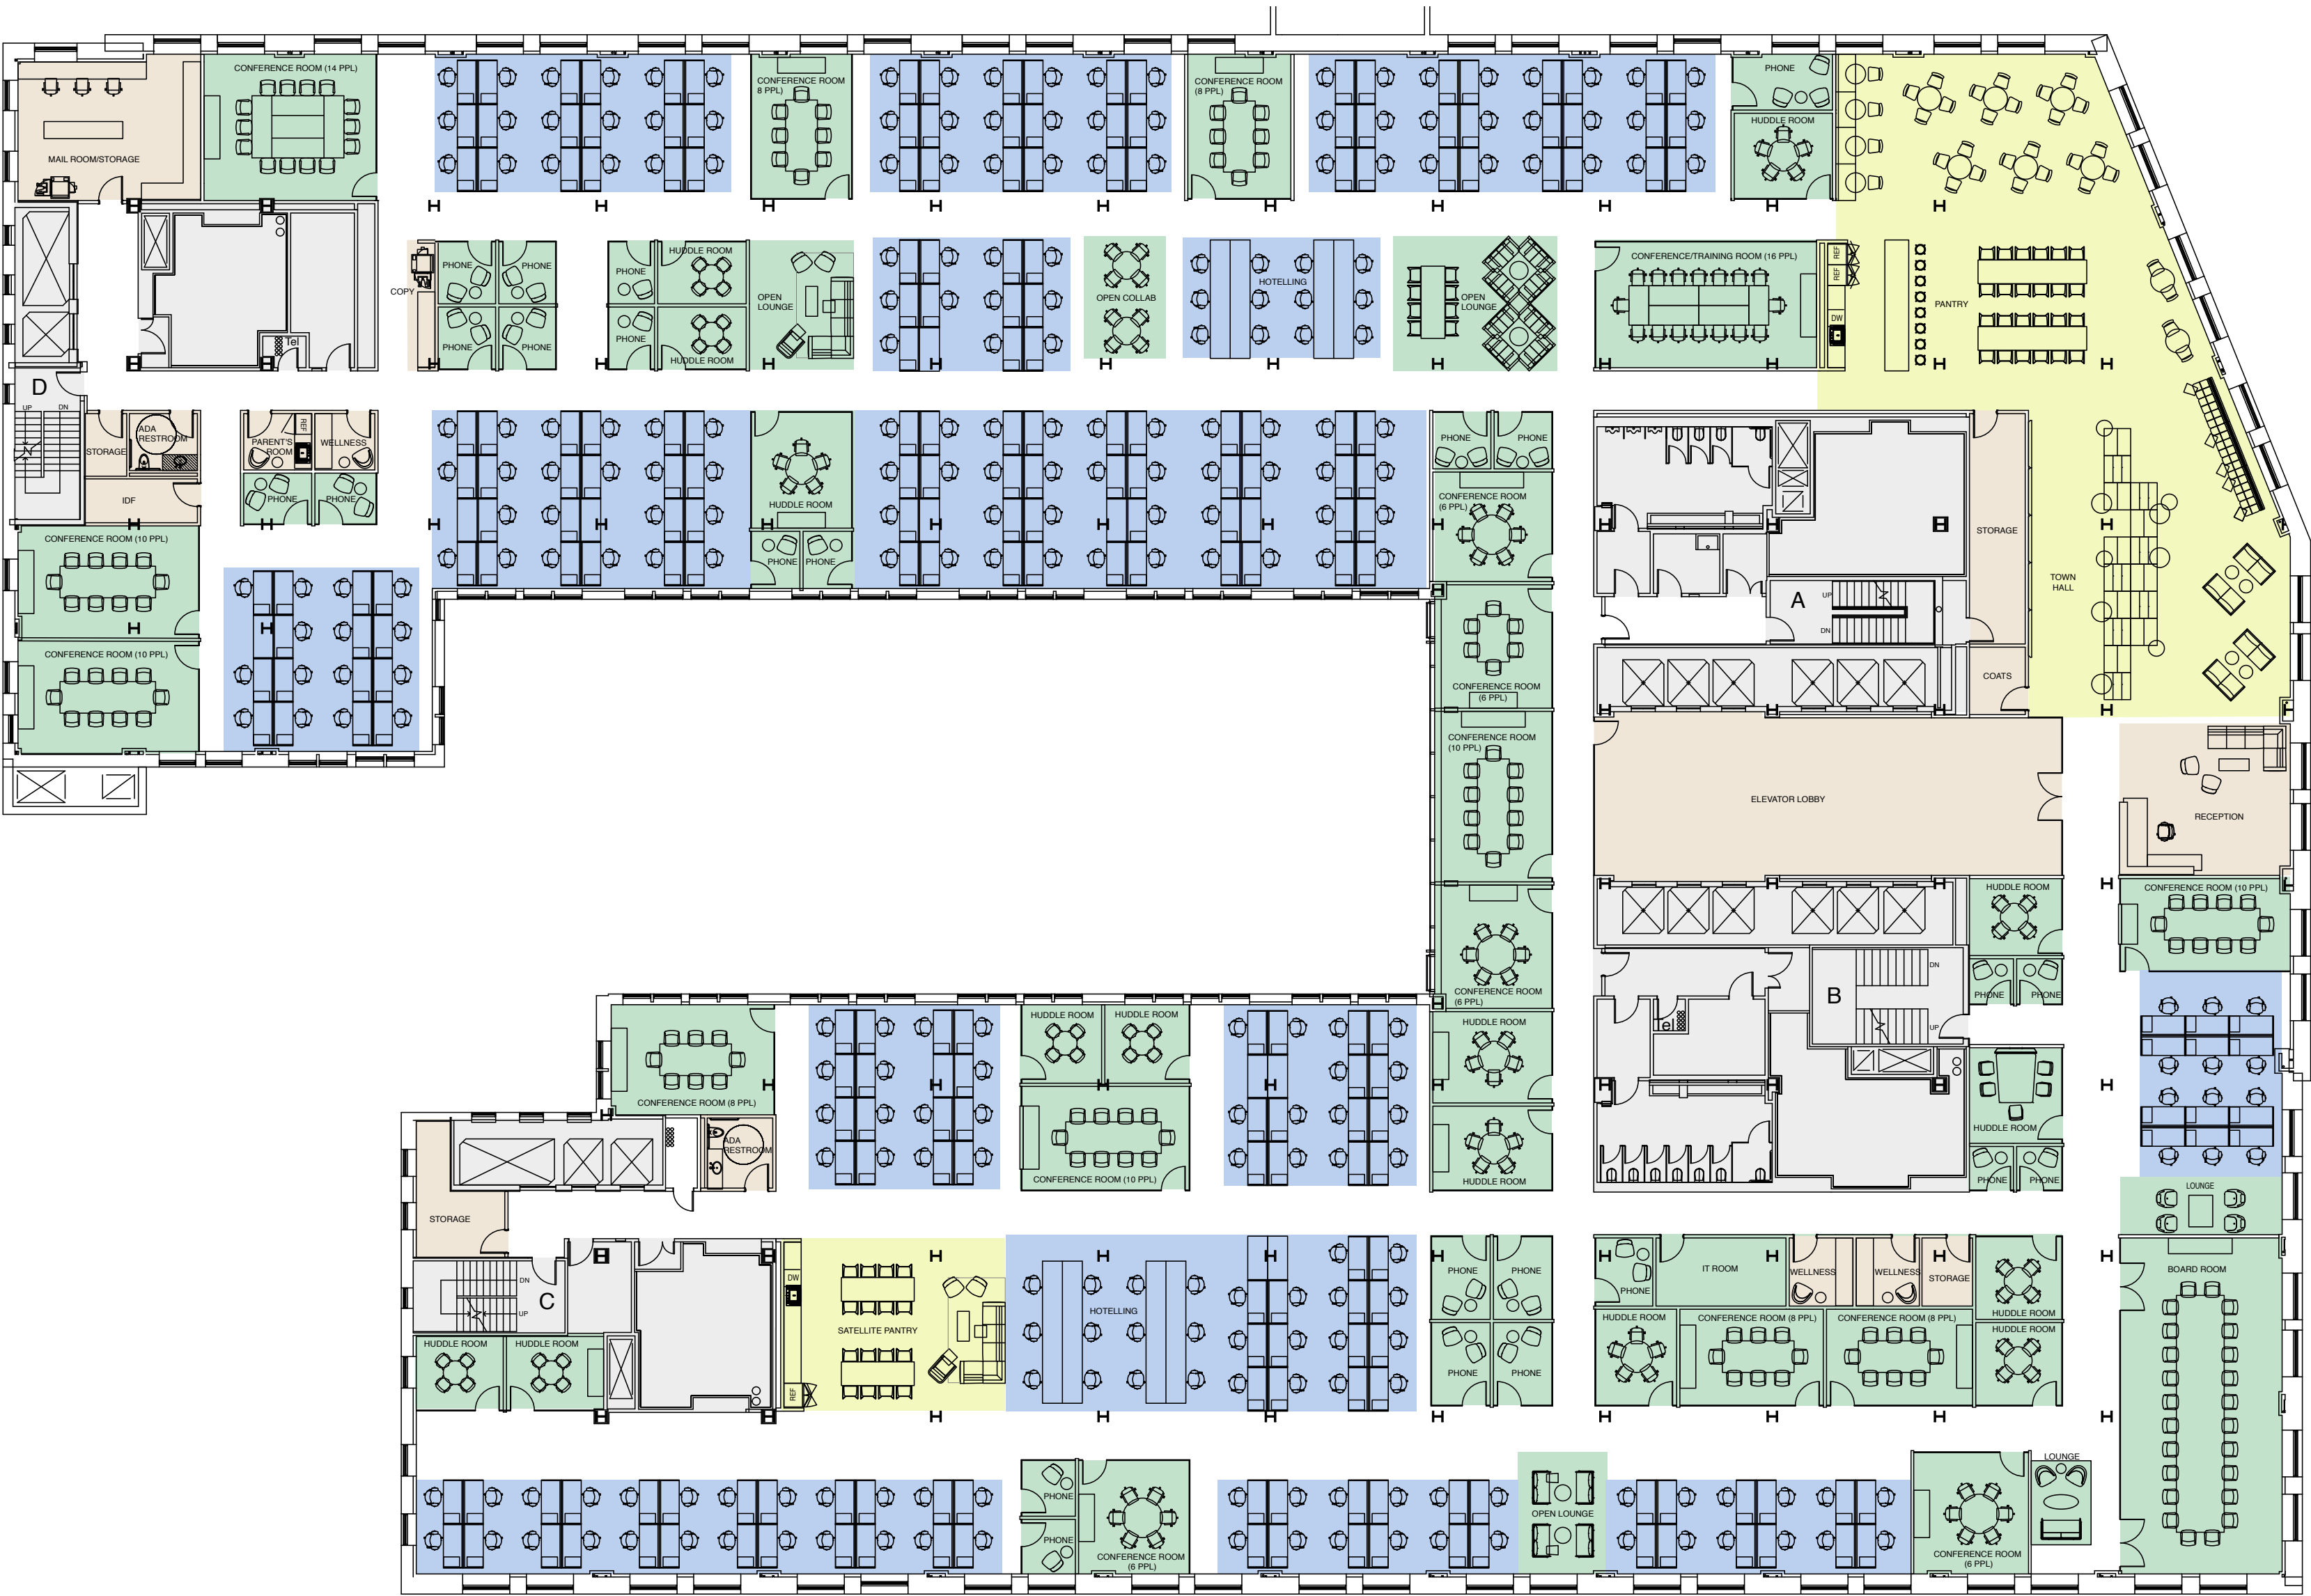 CONFERENCE ROOM (14 PPL)
MAIL ROOM/STORAGE
CONFERENCE ROOM
8 PPL)
CONFERENCE ROOM
(8 PPL)
PHONE
HUDDLE ROOM
COPY
PHONE
PHONE
PHONE
PHONE
PHONE
HUDDLE ROOM
PHONE
HUDDLE ROOM
OPEN
LOUNGE
OPEN COLLAB
HOTELLING
OPEN
LOUNGE
CONFERENCE/TRAINING ROOM (16 PPL)
REF
REF
DW
PANTRY
Tel
D
UP
DN
STORAGE
ADA
RESTROOM
IDF
PARENT'S
ROOM
REF
WELLNESS
PHONE
PHONE
HUDDLE ROOM
PHONE
PHONE
PHONE
PHONE
CONFERENCE ROOM
(6 PPL)
STORAGE
TOWN
HALL
CONFERENCE ROOM (10 PPL)
CONFERENCE ROOM (10 PPL)
A
UP
DN
COATS
CONFERENCE ROOM
(6 PPL)
CONFERENCE ROOM
(10 PPL)
ELEVATOR LOBBY
RECEPTION
CONFERENCE ROOM
(6 PPL)
HUDDLE ROOM
CONFERENCE ROOM (10 PPL)
PHONE
PHONE
B
DN
UP
Tel
HUDDLE ROOM
HUDDLE ROOM
HUDDLE ROOM
CONFERENCE ROOM (8 PPL)
HUDDLE ROOM
ADA
RESTROOM
CONFERENCE ROOM (10 PPL)
HUDDLE ROOM
PHONE
PHONE
LOUNGE
STORAGE
C
DN
UP
DW
REF
SATELLITE PANTRY
HOTELLING
PHONE
PHONE
PHONE
PHONE
PHONE
IT ROOM
WELLNESS
WELLNESS
STORAGE
HUDDLE ROOM
BOARD ROOM
HUDDLE ROOM
HUDDLE ROOM
HUDDLE ROOM
CONFERENCE ROOM (8 PPL)
CONFERENCE ROOM (8 PPL)
HUDDLE ROOM
PHONE
PHONE
CONFERENCE ROOM
(6 PPL)
OPEN LOUNGE
CONFERENCE ROOM
(6 PPL)
LOUNGE